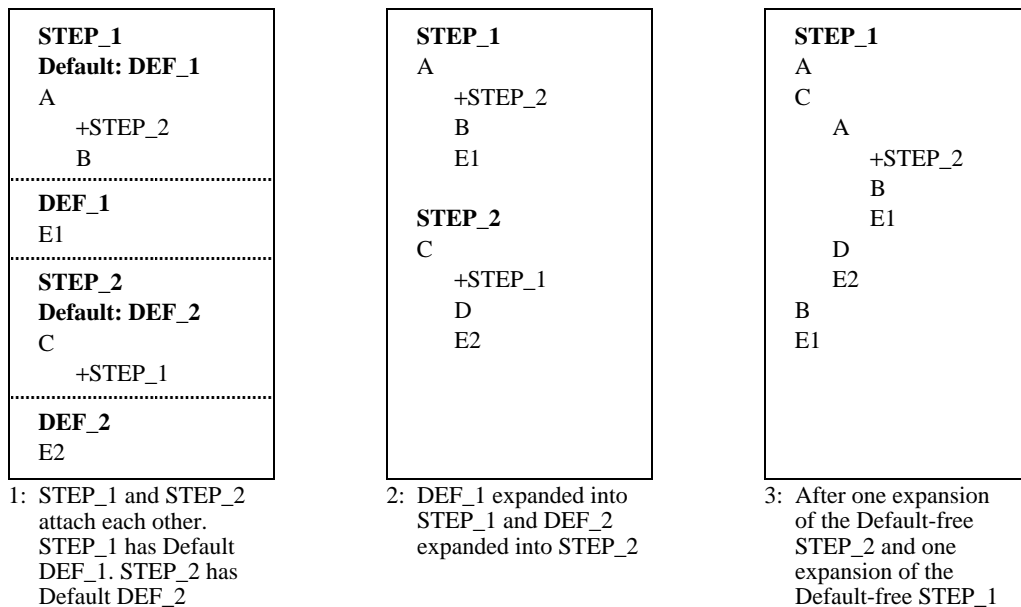 STEP_1
Default: DEF_1
A
+STEP_2
B
DEF_1
E1
STEP_2
Default: DEF_2
C
+STEP_1
DEF_2
E2
1: STEP_1 and STEP_2
attach each other.
STEP_1 has Default
DEF_1. STEP_2 has
Default DEF_2
STEP_1
A
+STEP_2
B
E1
STEP_2
C
+STEP_1
D
E2
2: DEF_1 expanded into
STEP_1 and DEF_2
expanded into STEP_2
STEP_1
A
C
A
+STEP_2
B
E1
D
E2
B
E1
3: After one expansion
of the Default-free
STEP_2 and one
expansion of the
Default-free STEP_1